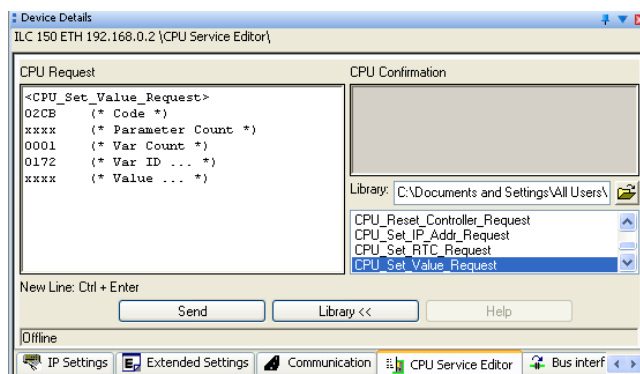 Device Details
ILC 150 ETH 192.168.0.2 \CPU Service Editor\
CPU Request
<CPU_Set_Value_Request>
02CB (* Code *)
xxxx (* Parameter Count *)
0001 (* Var Count *)
0172 (* Var ID ... *)
xxxx (* Value ... *)
CPU Confirmation
Library: C:\Documents and Settings\All Users\
CPU_Reset_Controller_Request
CPU_Set_IP_Addr_Request
CPU_Set_RTC_Request
CPU_Set_Value_Request
New Line: Ctrl + Enter
Send Library << Help
Offline
IP Settings Extended Settings Communication CPU Service Editor Bus interf